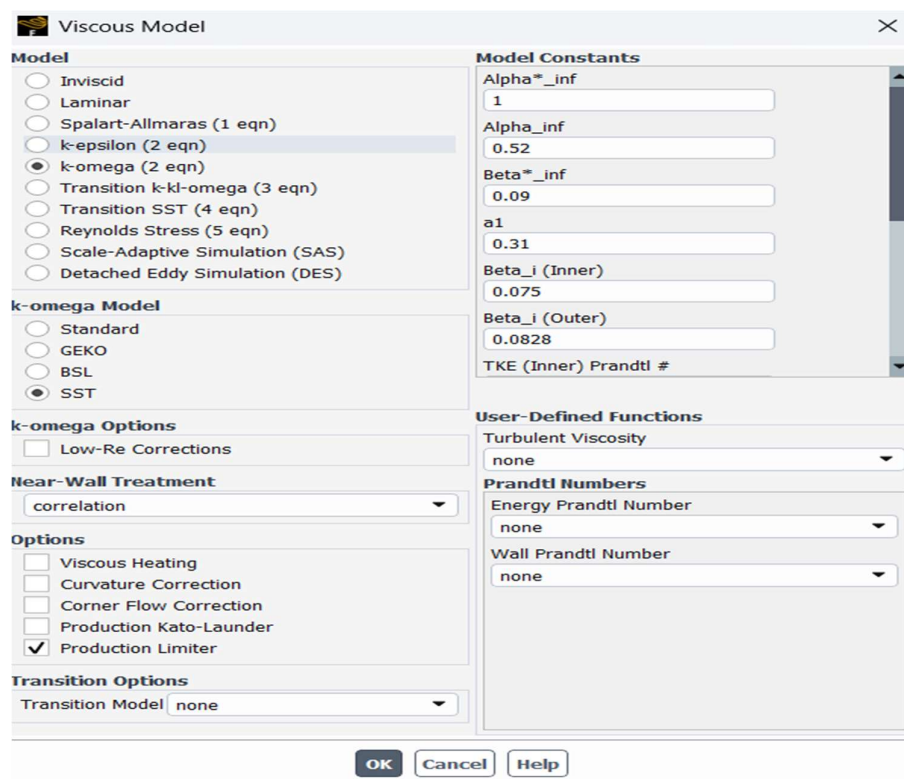 Viscous Model
Model
Inviscid
Laminar
Spalart-Allmaras (1 eqn)
k-epsilon (2 eqn)
k-omega (2 eqn)
Transition k-kl-omega (3 eqn)
Transition SST (4 eqn)
Reynolds Stress (5 eqn)
Scale-Adaptive Simulation (SAS)
Detached Eddy Simulation (DES)
k-omega Model
Standard
GEKO
BSL
SST
k-omega Options
Low-Re Corrections
Near-Wall Treatment
correlation
Options
Viscous Heating
Curvature Correction
Corner Flow Correction
Production Kato-Launder
Production Limiter
Transition Options
Transition Model none
Model Constants
Alpha*_inf
1
Alpha_inf
0.52
Beta*_inf
0.09
a1
0.31
Beta_i (Inner)
0.075
Beta_i (Outer)
0.0828
TKE (Inner) Prandtl #
User-Defined Functions
Turbulent Viscosity
none
Prandtl Numbers
Energy Prandtl Number
none
Wall Prandtl Number
none
OK Cancel Help